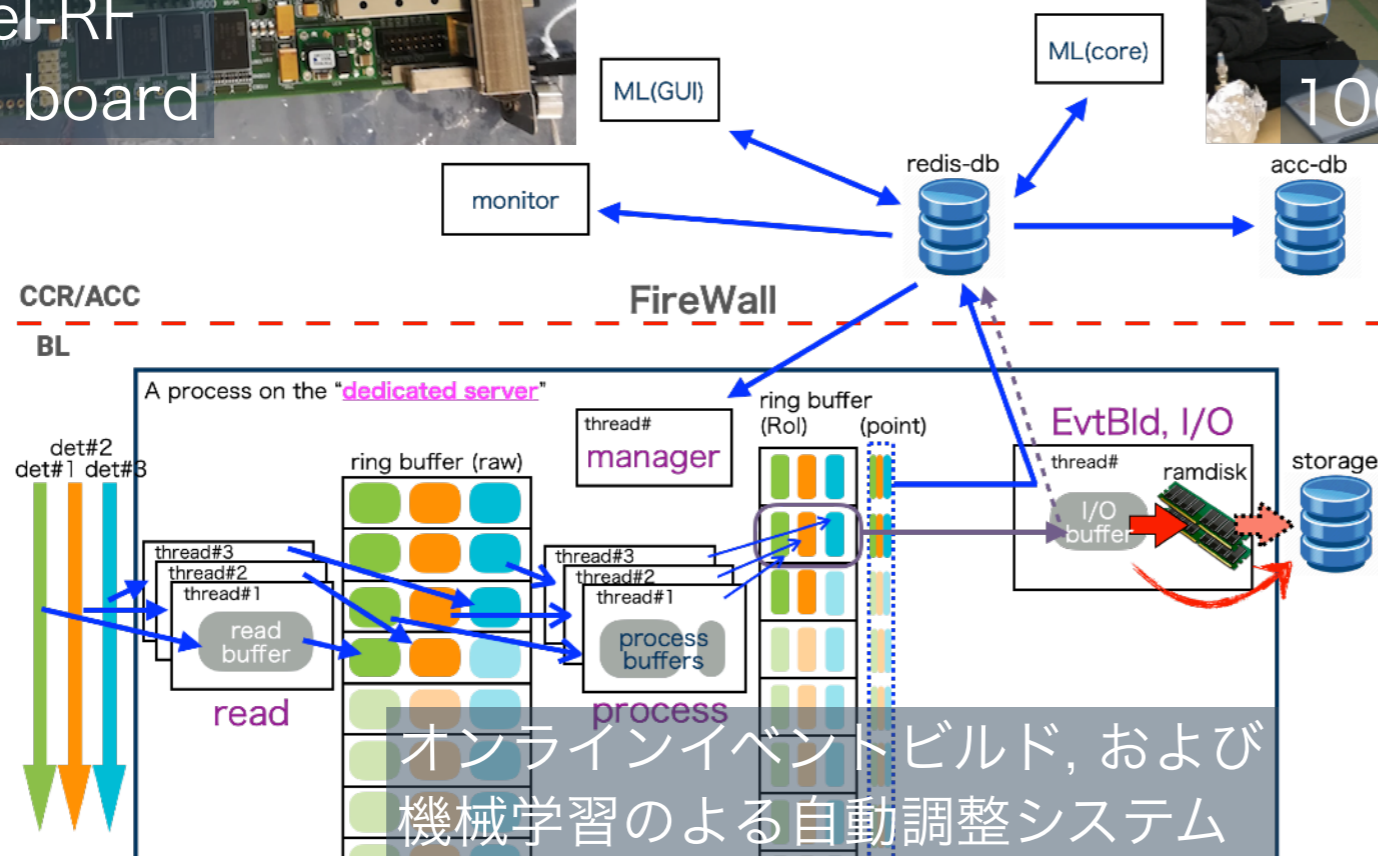 el-RF
board
100
ML(GUI)
ML(core)
monitor
redis-db
acc-db
CCR/ACC
FireWall
BL
A process on the “dedicated server”
det#2
det#1 det#3
ring buffer (raw)
thread#
manager
ring buffer
(RoI)
(point)
EvtBld, I/O
thread#
ramdisk
storage
I/O
buffer
thread#3
thread#2
thread#1
read
buffer
read
thread#3
thread#2
thread#1
process
buffers
process
オンラインイベントビルド, および
機械学習のよる自動調整システム